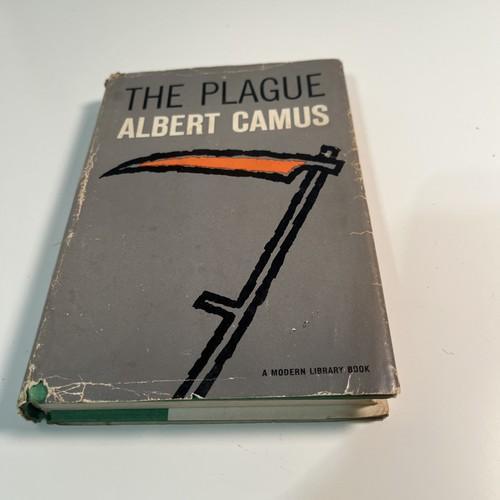 THE PLAGUE
ALBERT CAMUS
A MODERN LIBRARY BOOK